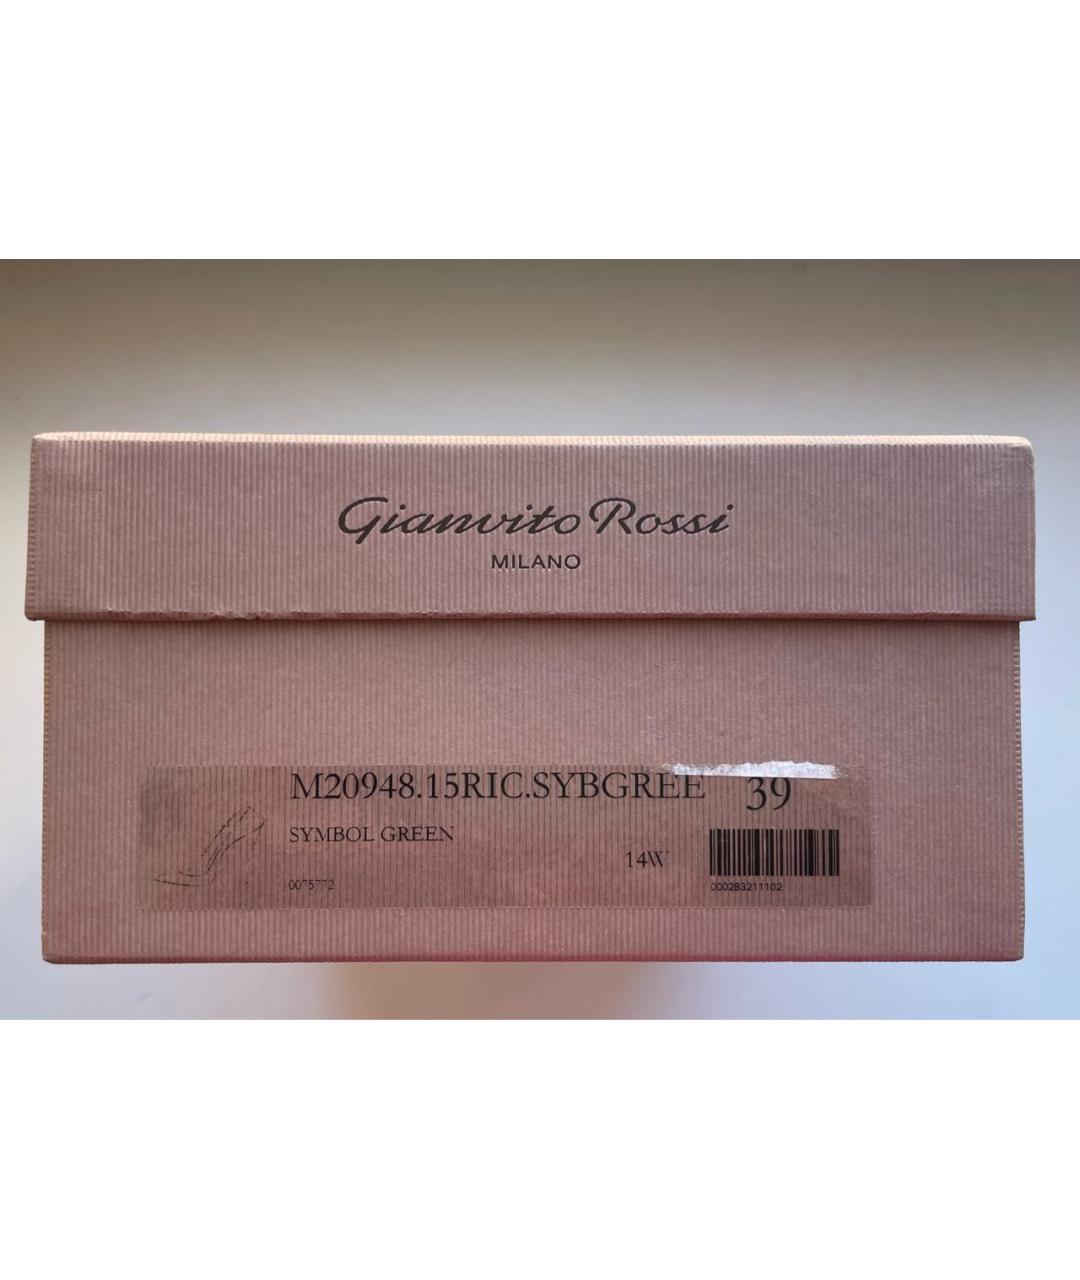 Gianvito Rossi
MILANO
M20948.15RIC.SYBGREE 39
SYMBOL GREEN
14W
0075772
000283211102